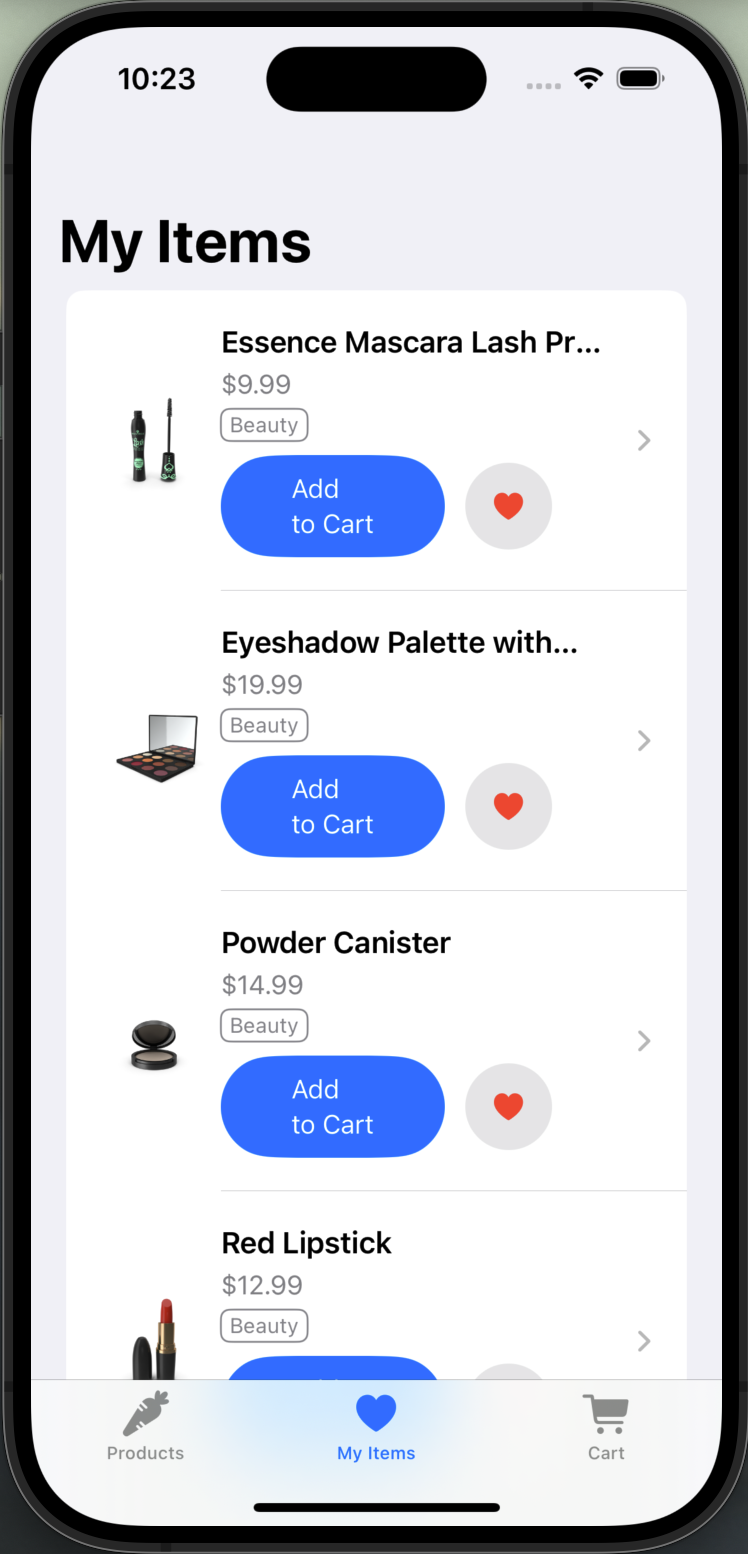 10:23
My Items
Essence Mascara Lash Pr...
$9.99
Beauty
Add
to Cart
Eyeshadow Palette with...
$19.99
Beauty
Add
to Cart
Powder Canister
$14.99
Beauty
Add
to Cart
Red Lipstick
$12.99
Beauty
Products
My Items
Cart